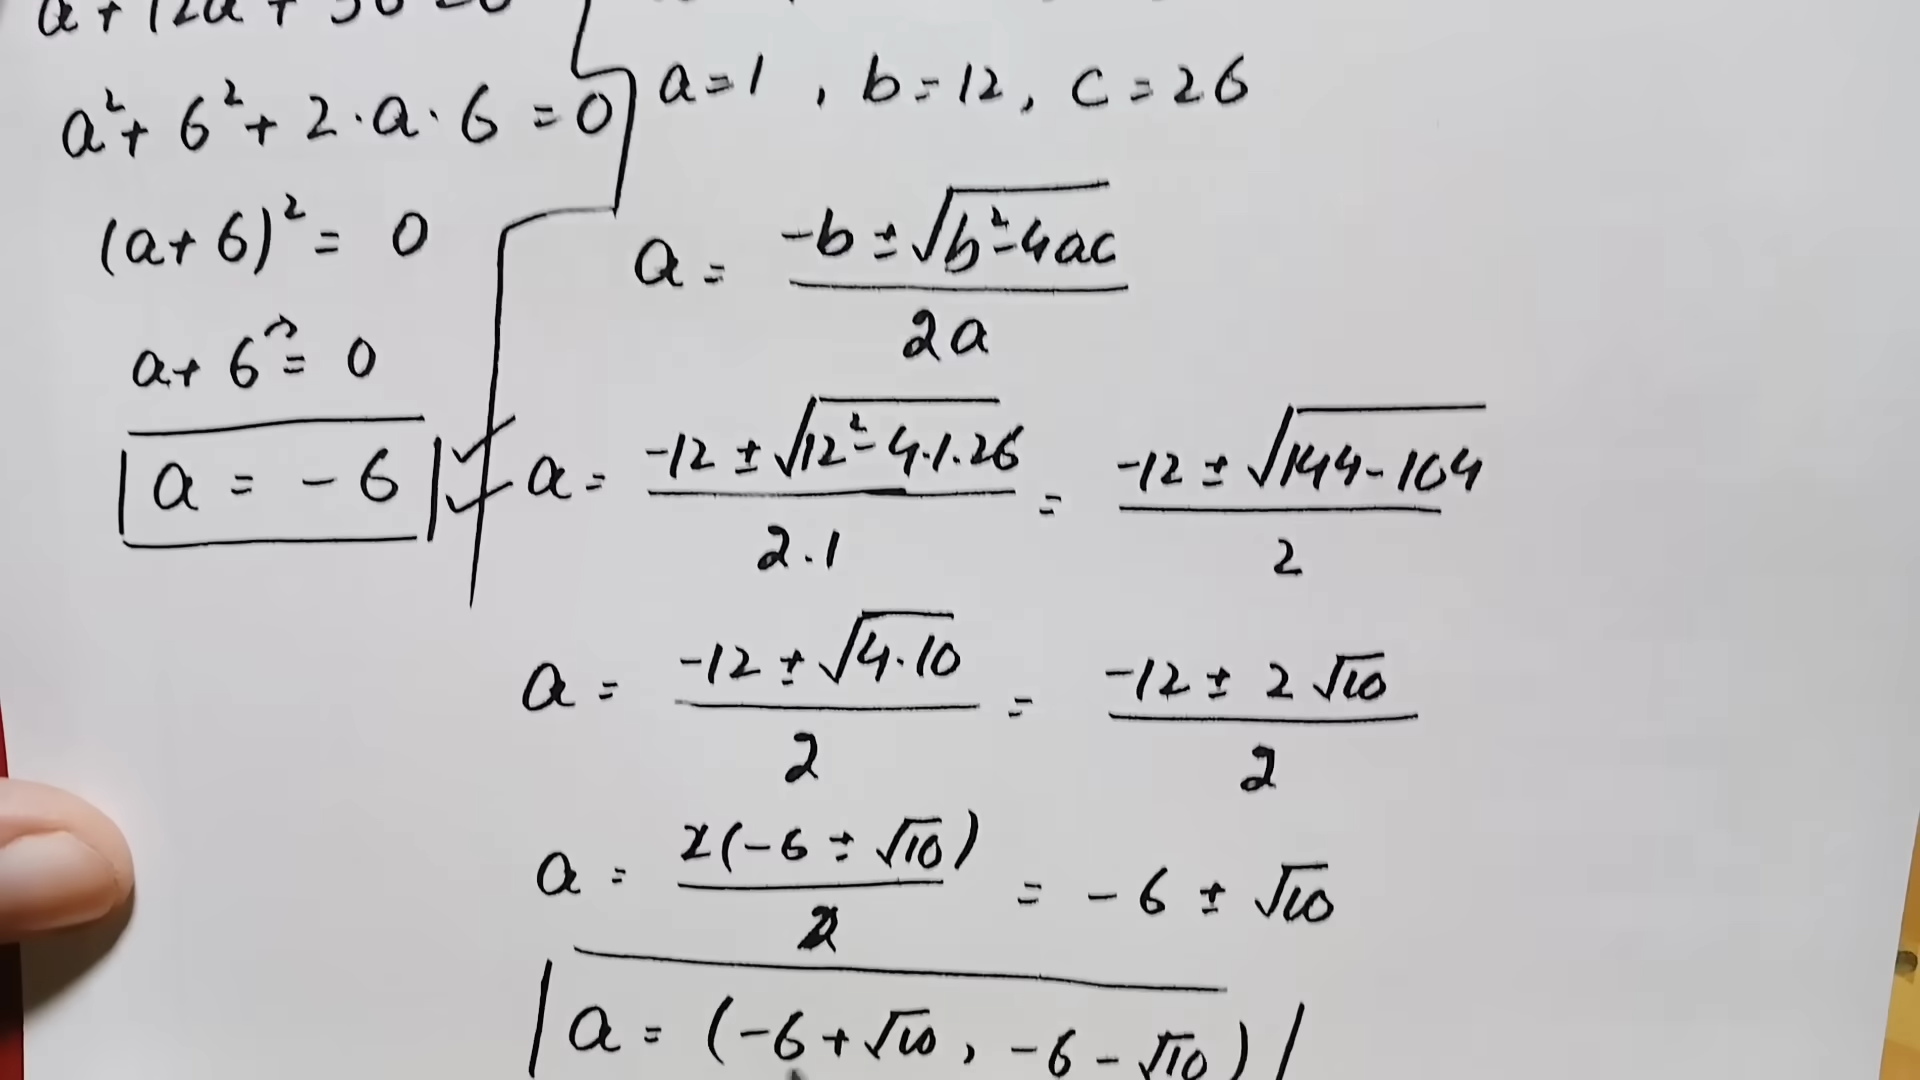 a² + 6² + 2·a·6 = 0
(a+6)² = 0
a+6 = 0
a = -6
a=1, b=12, c=26
a = (-b ± √(b²-4ac)) / 2a
a = (-12 ± √(12²-4·1·26)) / 2·1 = (-12 ± √(144-104)) / 2
a = (-12 ± √(4·10)) / 2 = (-12 ± 2√10) / 2
a = 2(-6 ± √10) / 2 = -6 ± √10
a = (-6+√10, -6-√10)